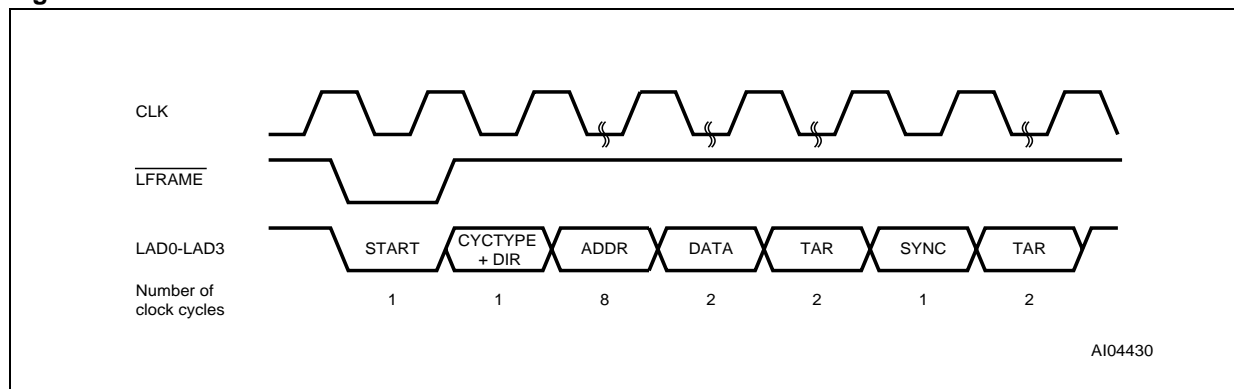 CLK
LFRAME
LAD0-LAD3 START CYCTYPE + DIR ADDR DATA TAR SYNC TAR
Number of clock cycles 1 1 8 2 2 1 2
AI04430